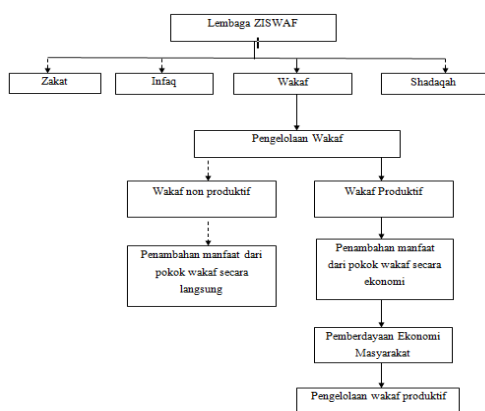 Lembaga ZISWAF
Zakat
Infaq
Wakaf
Shadaqah
Pengelolaan Wakaf
Wakaf non produktif
Wakaf Produktif
Penambahan manfaat dari
pokok wakaf secara
langsung
Penambahan manfaat
dari pokok wakaf secara
ekonomi
Pemberdayaan Ekonomi
Masyarakat
Pengelolaan wakaf produktif